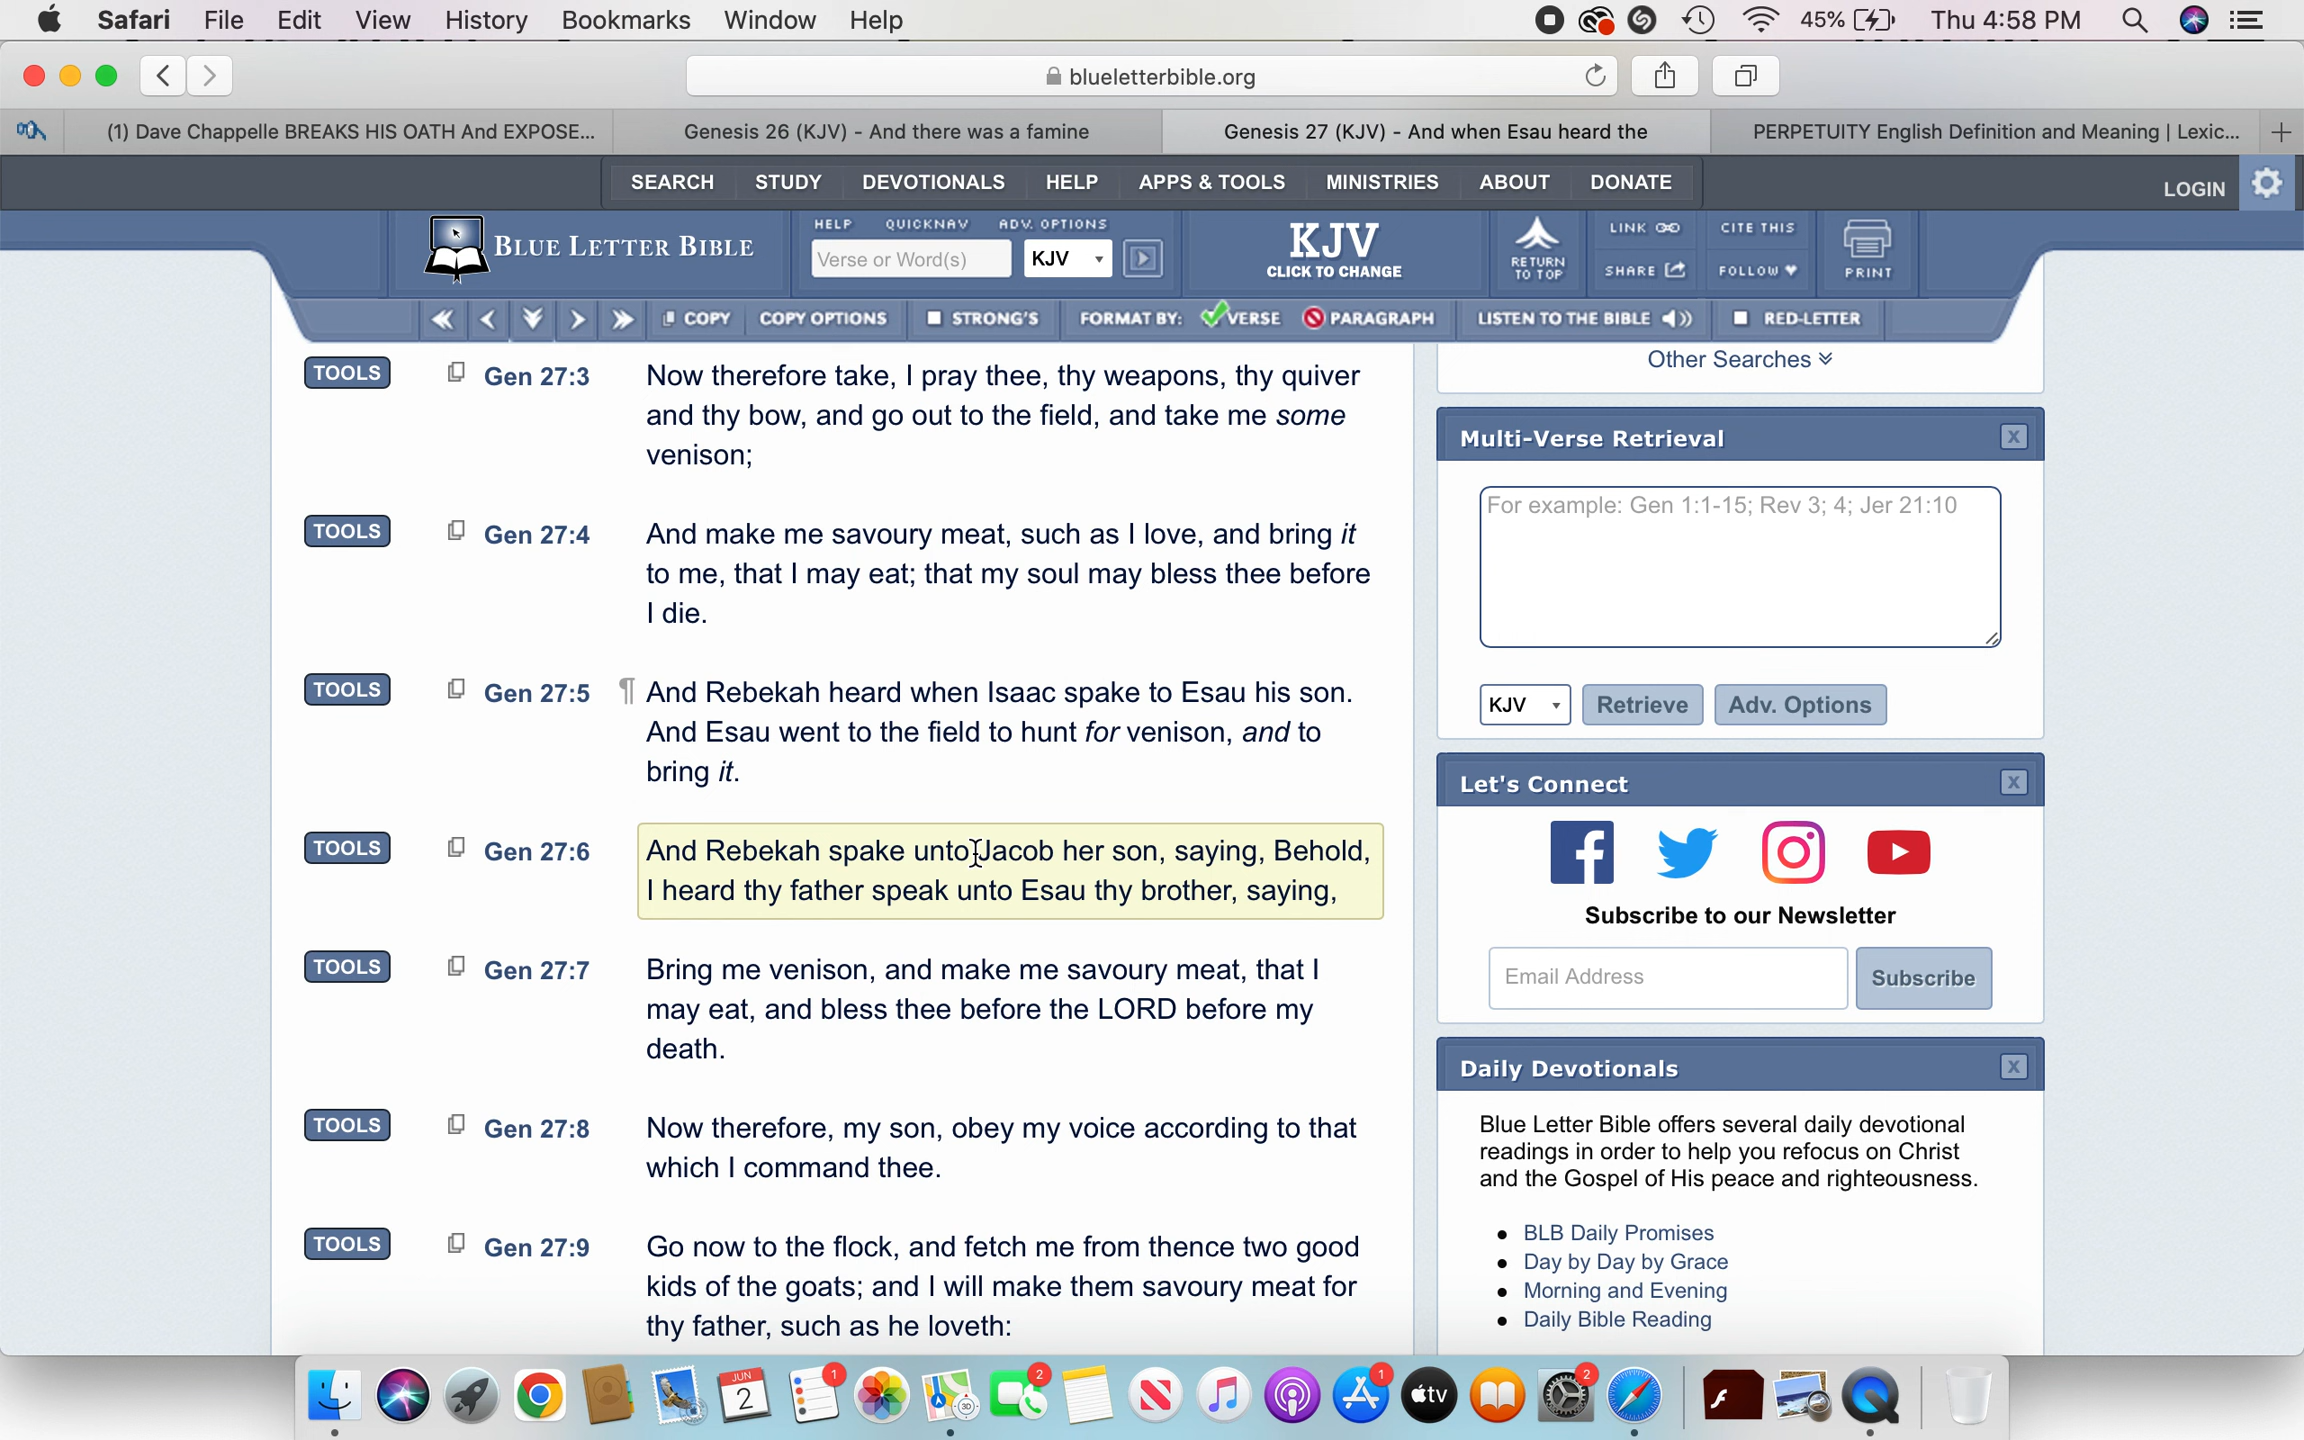 Safari File Edit View History Bookmarks Window Help 45% Thu 4:58 PM
blueletterbible.org
(1) Dave Chappelle BREAKS HIS OATH And EXPOSE... Genesis 26 (KJV) - And there was a famine Genesis 27 (KJV) - And when Esau heard the PERPETUITY English Definition and Meaning | Lexic...
SEARCH STUDY DEVOTIONALS HELP APPS & TOOLS MINISTRIES ABOUT DONATE LOGIN
HELP QUICKNAV ADV. OPTIONS
BLUE LETTER BIBLE
Verse or Word(s) KJV
KJV
CLICK TO CHANGE
RETURN
TO TOP
LINK CITE THIS
SHARE FOLLOW
PRINT
COPY COPY OPTIONS STRONG'S FORMAT BY: VERSE PARAGRAPH LISTEN TO THE BIBLE RED-LETTER
TOOLS Gen 27:3 Now therefore take, I pray thee, thy weapons, thy quiver
and thy bow, and go out to the field, and take me some
venison;
TOOLS Gen 27:4 And make me savoury meat, such as I love, and bring it
to me, that I may eat; that my soul may bless thee before
I die.
TOOLS Gen 27:5 ¶ And Rebekah heard when Isaac spake to Esau his son.
And Esau went to the field to hunt for venison, and to
bring it.
TOOLS Gen 27:6 And Rebekah spake unto Jacob her son, saying, Behold,
I heard thy father speak unto Esau thy brother, saying,
TOOLS Gen 27:7 Bring me venison, and make me savoury meat, that I
may eat, and bless thee before the LORD before my
death.
TOOLS Gen 27:8 Now therefore, my son, obey my voice according to that
which I command thee.
TOOLS Gen 27:9 Go now to the flock, and fetch me from thence two good
kids of the goats; and I will make them savoury meat for
thy father, such as he loveth:
Other Searches
Multi-Verse Retrieval X
For example: Gen 1:1-15; Rev 3; 4; Jer 21:10
KJV Retrieve Adv. Options
Let's Connect X
Subscribe to our Newsletter
Email Address Subscribe
Daily Devotionals X
Blue Letter Bible offers several daily devotional
readings in order to help you refocus on Christ
and the Gospel of His peace and righteousness.
BLB Daily Promises
Day by Day by Grace
Morning and Evening
Daily Bible Reading
JUN
2
1
3D
2
1
tv
2